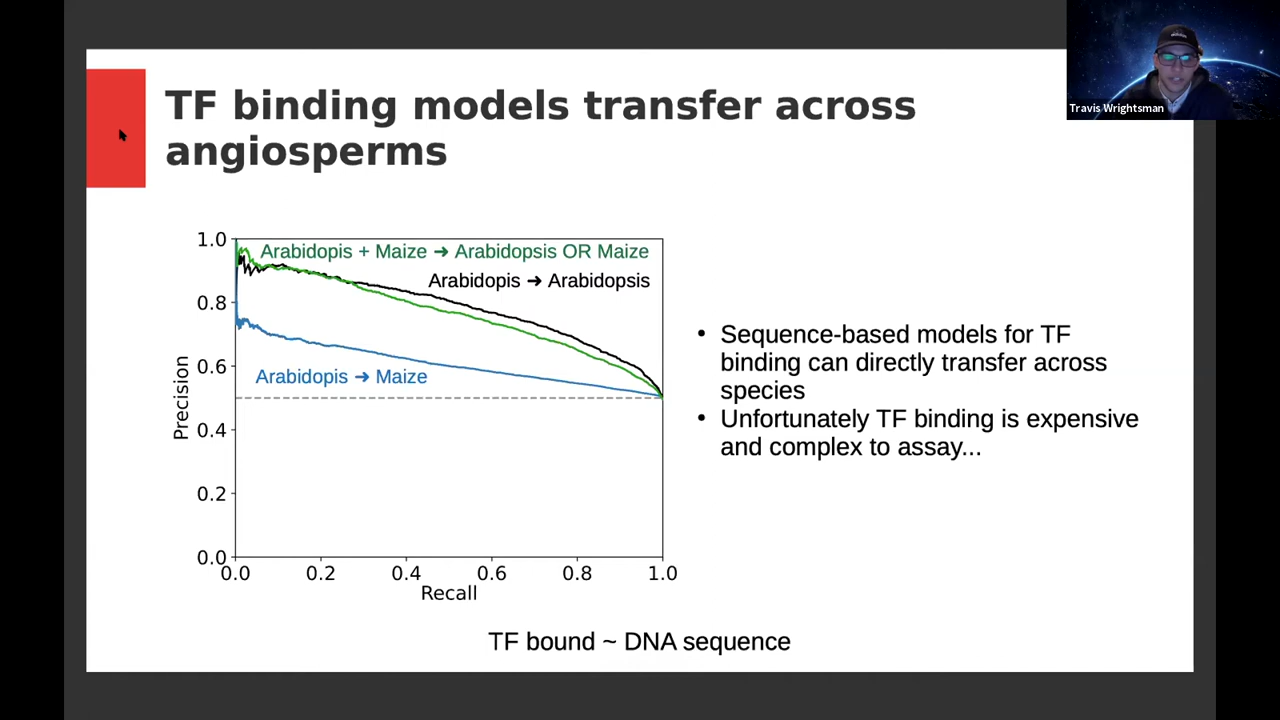 Travis Wrightsman
TF binding models transfer across
angiosperms
1.0
0.8
0.6
0.4
0.2
0.0
Precision
Arabidopis + Maize ➔ Arabidopsis OR Maize
Arabidopis ➔ Arabidopsis
Arabidopis ➔ Maize
0.0 0.2 0.4 0.6 0.8 1.0
Recall
• Sequence-based models for TF
binding can directly transfer across
species
• Unfortunately TF binding is expensive
and complex to assay...
TF bound ~ DNA sequence